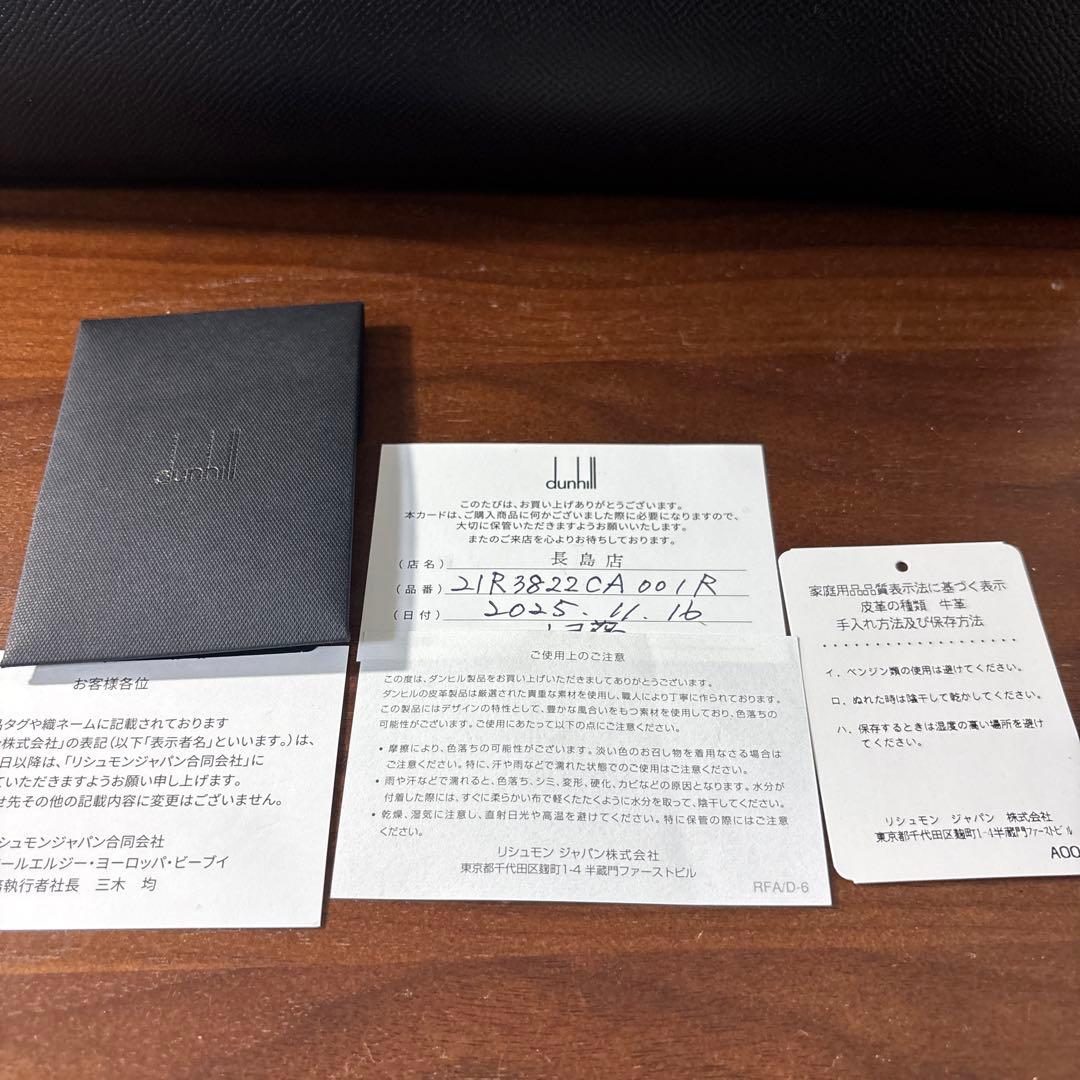 dunhill
dunhill
このたびは、お買い上げありがとうございます。
本カードは、ご購入商品に何かございました際に必要になりますので、
大切に保管いただきますようお願いいたします。
またのご来店を心よりお待ちしております。
(店名) 長島店
(品番) 21R3822CA001R
(日付) 2025.11.16
ご使用上のご注意
この度は、ダンヒル製品をお買い上げいただきましてありがとうございます。
ダンヒルの皮革製品は厳選された貴重な素材を使用し、職人により丁寧に作られております。
この製品にはデザインの特性として、豊かな風合いをもつ素材を使用しており、色落ちの
可能性がございます。ご使用にあたって以下の点にご注意ください。
• 摩擦により、色落ちの可能性がございます。淡い色のお召し物を着用なさる場合は
ご注意ください。特に、汗や雨などで濡れた状態でのご使用はご注意ください。
• 雨や汗などで濡れると、色落ち、シミ、変形、硬化、カビなどの原因となります。水分が
付着した際には、すぐに柔らかい布で軽くたたくように水分を取って、陰干してください。
• 乾燥、湿気に注意し、直射日光や高温を避けてください。特に保管の際にはご注意
ください。
リシュモン ジャパン株式会社
東京都千代田区麹町1-4 半蔵門ファーストビル
RFA/D-6
お客様各位
品タグや織ネームに記載されております
ン株式会社」の表記(以下「表示者名」といいます。)は、
日以降は、「リシュモンジャパン合同会社」に
ていただきますようお願い申し上げます。
せ先その他の記載内容に変更はございません。
リシュモンジャパン合同会社
ールエルジー・ヨーロッパ・ビーブイ
務執行者社長 三木 均
家庭用品品質表示法に基づく表示
皮革の種類 牛革
手入れ方法及び保存方法
イ. ベンジン類の使用は避けてください。
ロ. ぬれた時は陰干して乾かしてください。
ハ. 保存するときは湿度の高い場所を避け
てください。
リシュモン ジャパン 株式会社
東京都千代田区麹町1-4半蔵門ファーストビル
A00